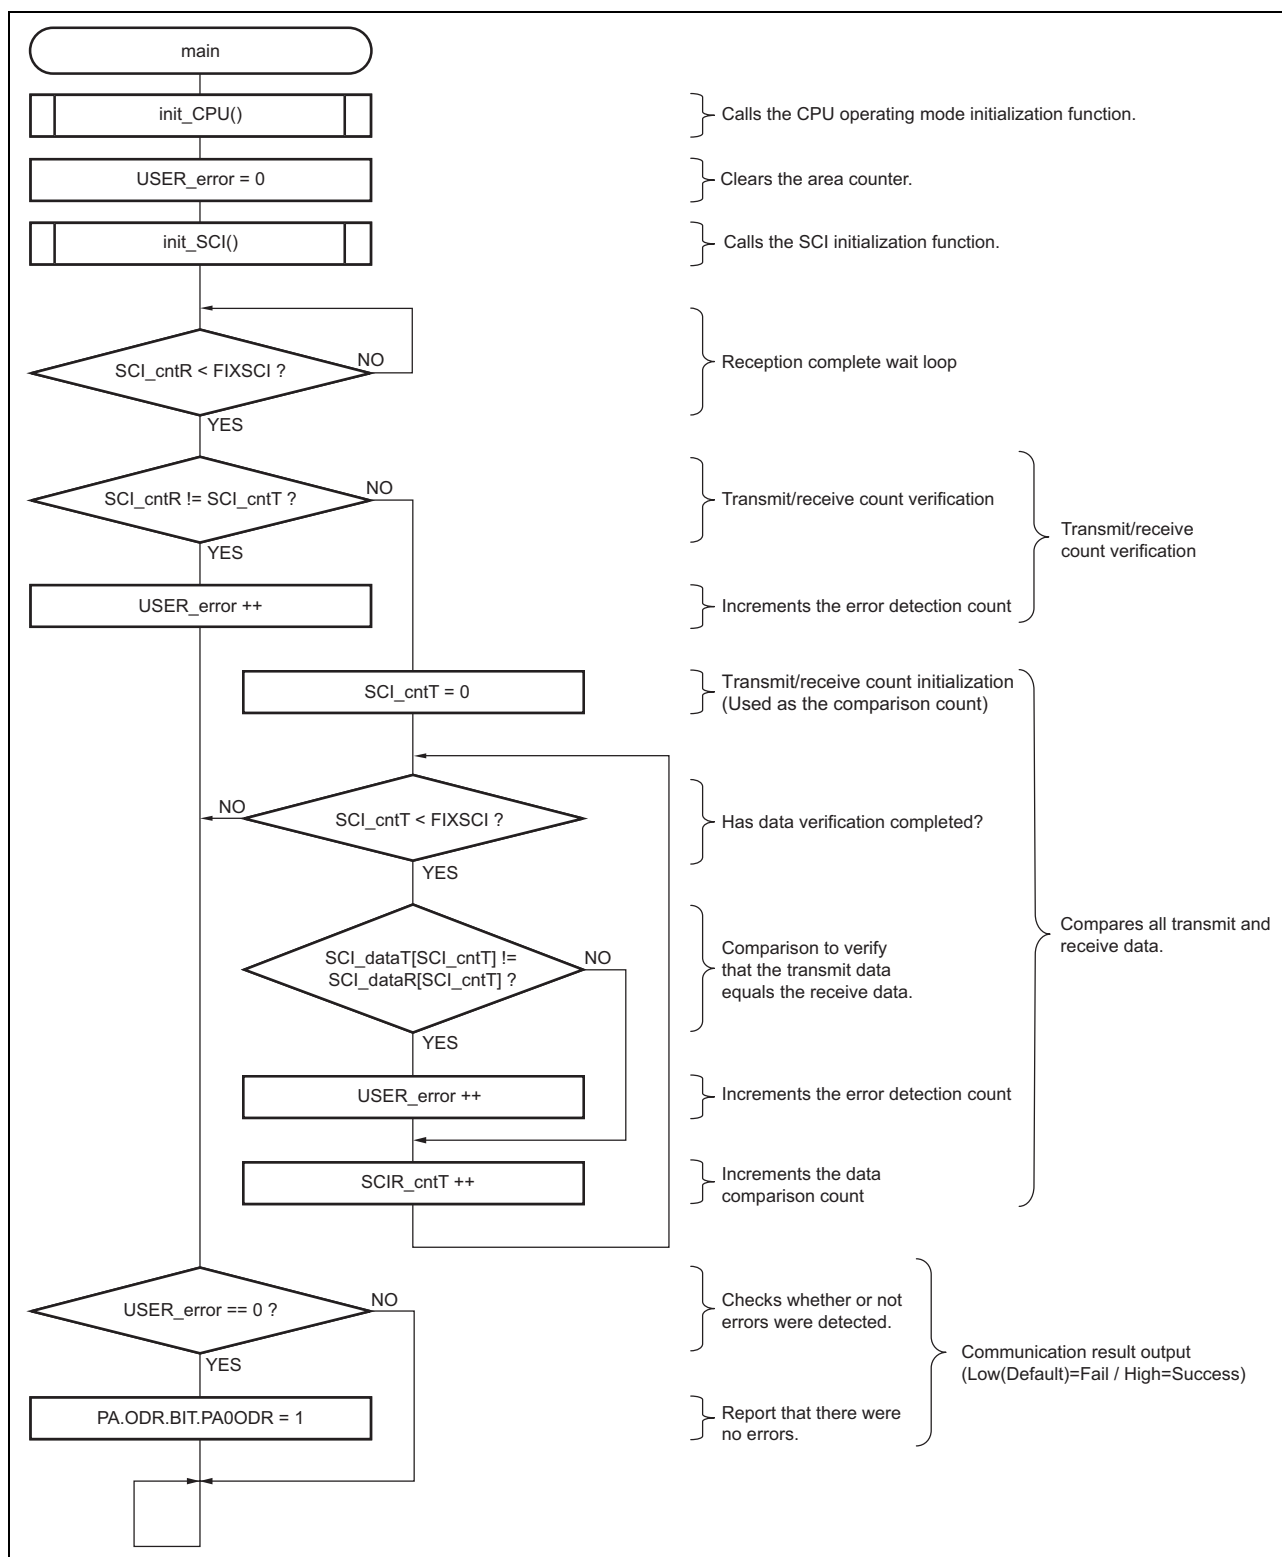 main
init_CPU()
Calls the CPU operating mode initialization function.
USER_error = 0
Clears the area counter.
init_SCI()
Calls the SCI initialization function.
SCI_cntR < FIXSCI ?
NO
Reception complete wait loop
YES
SCI_cntR != SCI_cntT ?
NO
Transmit/receive count verification
YES
Transmit/receive
count verification
USER_error ++
Increments the error detection count
SCI_cntT = 0
Transmit/receive count initialization
(Used as the comparison count)
NO
SCI_cntT < FIXSCI ?
Has data verification completed?
YES
SCI_dataT[SCI_cntT] !=
SCI_dataR[SCI_cntT] ?
NO
Comparison to verify
that the transmit data
equals the receive data.
Compares all transmit and
receive data.
YES
USER_error ++
Increments the error detection count
SCIR_cntT ++
Increments the data
comparison count
USER_error == 0 ?
NO
Checks whether or not
errors were detected.
YES
Communication result output
(Low(Default)=Fail / High=Success)
PA.ODR.BIT.PA0ODR = 1
Report that there were
no errors.